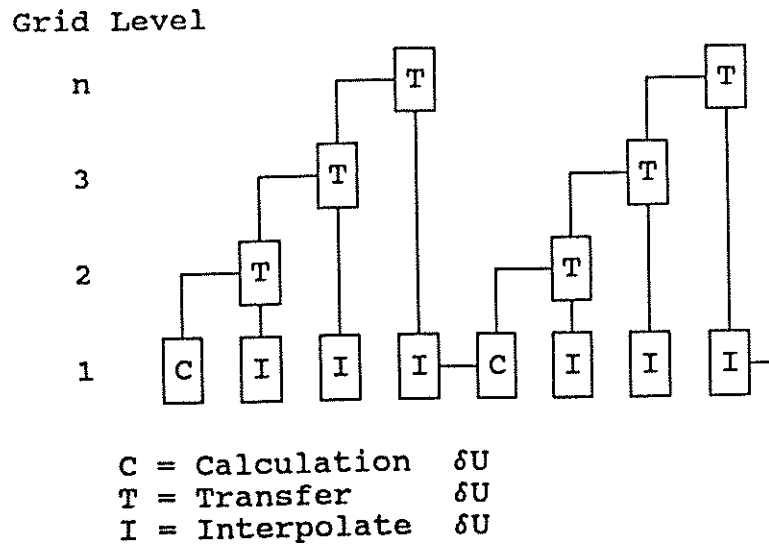 Grid Level
n T T
3 T T
2 T T
1 C I I I C I I I
C = Calculation δU
T = Transfer δU
I = Interpolate δU